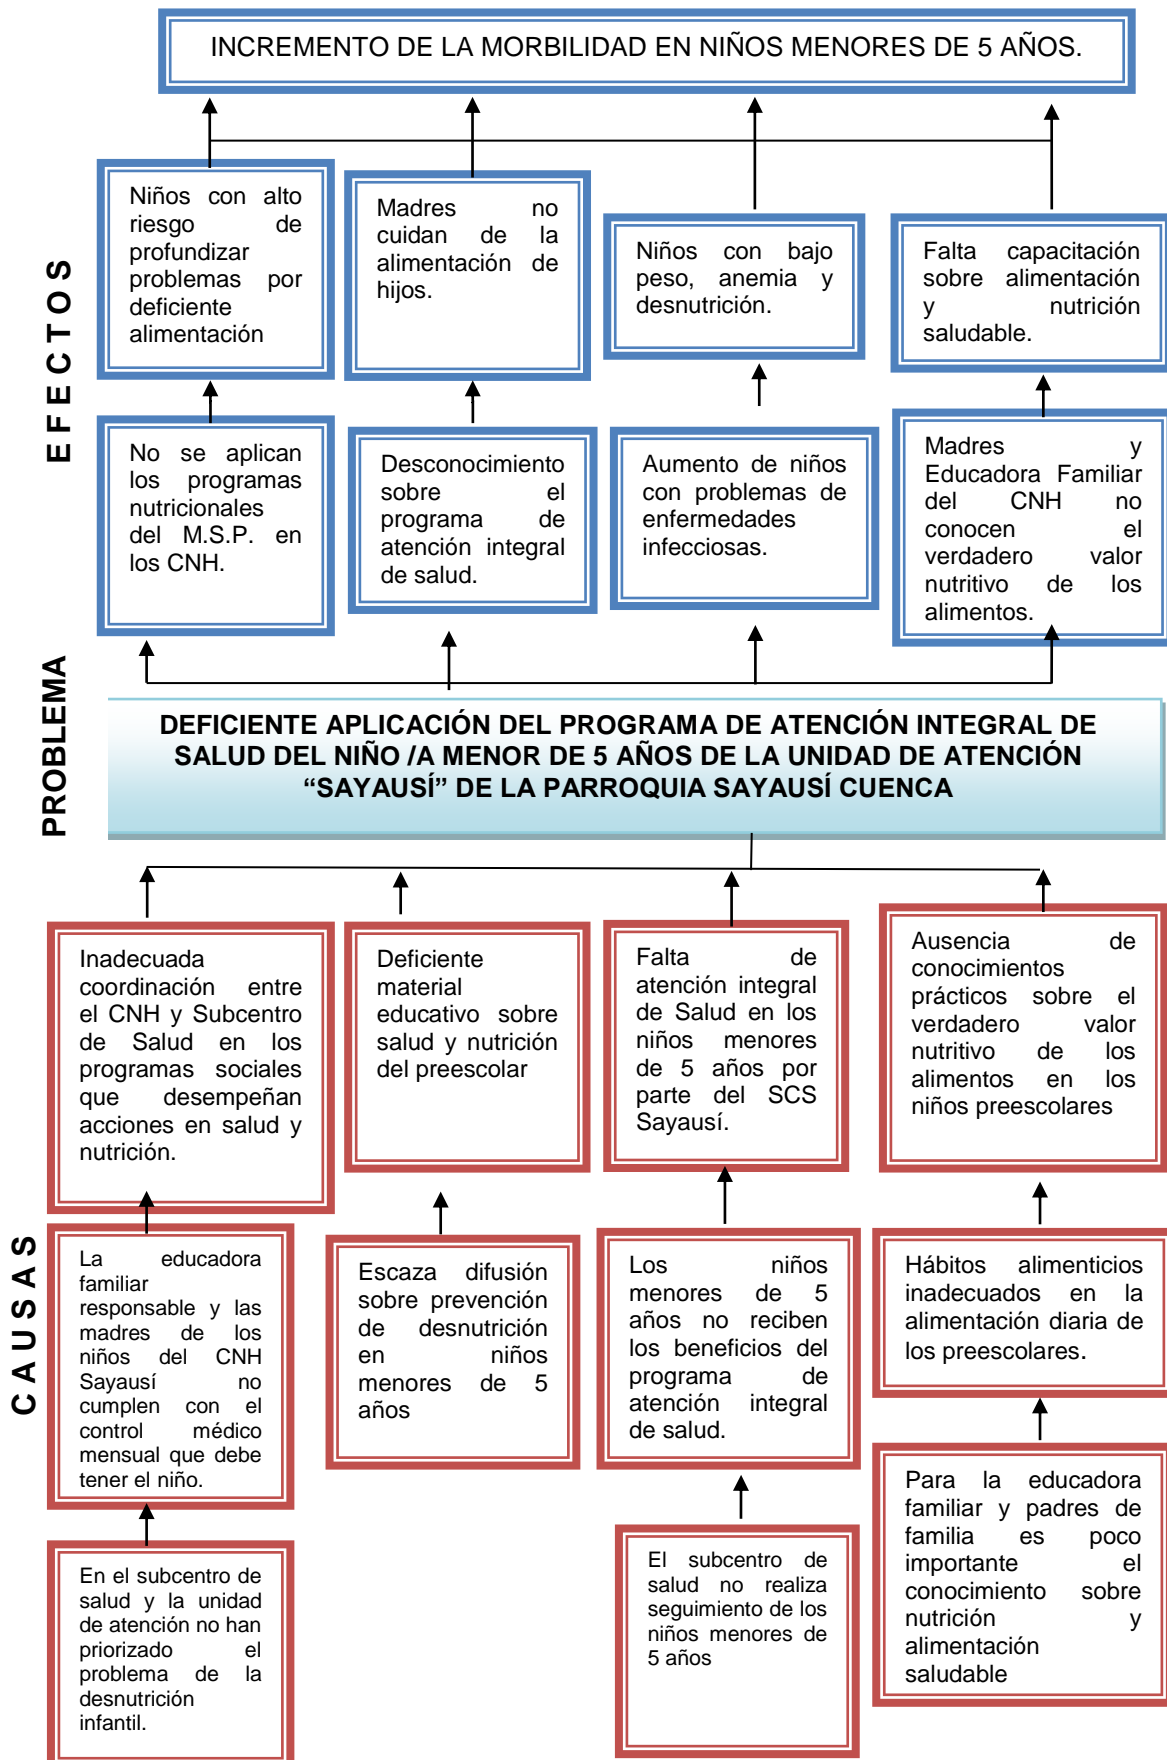 INCREMENTO DE LA MORBILIDAD EN NIÑOS MENORES DE 5 AÑOS.
EFECTOS
Niños con alto
riesgo de
profundizar
problemas por
deficiente
alimentación
Madres no
cuidan de la
alimentación de
hijos.
Niños con bajo
peso, anemia y
desnutrición.
Falta capacitación
sobre alimentación
y nutrición
saludable.
No se aplican
los programas
nutricionales
del M.S.P. en
los CNH.
Desconocimiento
sobre el
programa de
atención integral
de salud.
Aumento de niños
con problemas de
enfermedades
infecciosas.
Madres y
Educadora Familiar
del CNH no
conocen el
verdadero valor
nutritivo de los
alimentos.
PROBLEMA
DEFICIENTE APLICACIÓN DEL PROGRAMA DE ATENCIÓN INTEGRAL DE
SALUD DEL NIÑO /A MENOR DE 5 AÑOS DE LA UNIDAD DE ATENCIÓN
“SAYAUSÍ” DE LA PARROQUIA SAYAUSÍ CUENCA
CAUSAS
Inadecuada
coordinación entre
el CNH y Subcentro
de Salud en los
programas sociales
que desempeñan
acciones en salud y
nutrición.
Deficiente
material
educativo sobre
salud y nutrición
del preescolar
Falta de
atención integral
de Salud en los
niños menores
de 5 años por
parte del SCS
Sayausí.
Ausencia de
conocimientos
prácticos sobre el
verdadero valor
nutritivo de los
alimentos en los
niños preescolares
La educadora
familiar
responsable y las
madres de los
niños del CNH
Sayausí no
cumplen con el
control médico
mensual que debe
tener el niño.
Escaza difusión
sobre prevención
de desnutrición
en niños
menores de 5
años
Los niños
menores de 5
años no reciben
los beneficios del
programa de
atención integral
de salud.
Hábitos alimenticios
inadecuados en la
alimentación diaria de
los preescolares.
En el subcentro de
salud y la unidad
de atención no han
priorizado el
problema de la
desnutrición
infantil.
El subcentro de
salud no realiza
seguimiento de los
niños menores de
5 años
Para la educadora
familiar y padres de
familia es poco
importante el
conocimiento sobre
nutrición y
alimentación
saludable